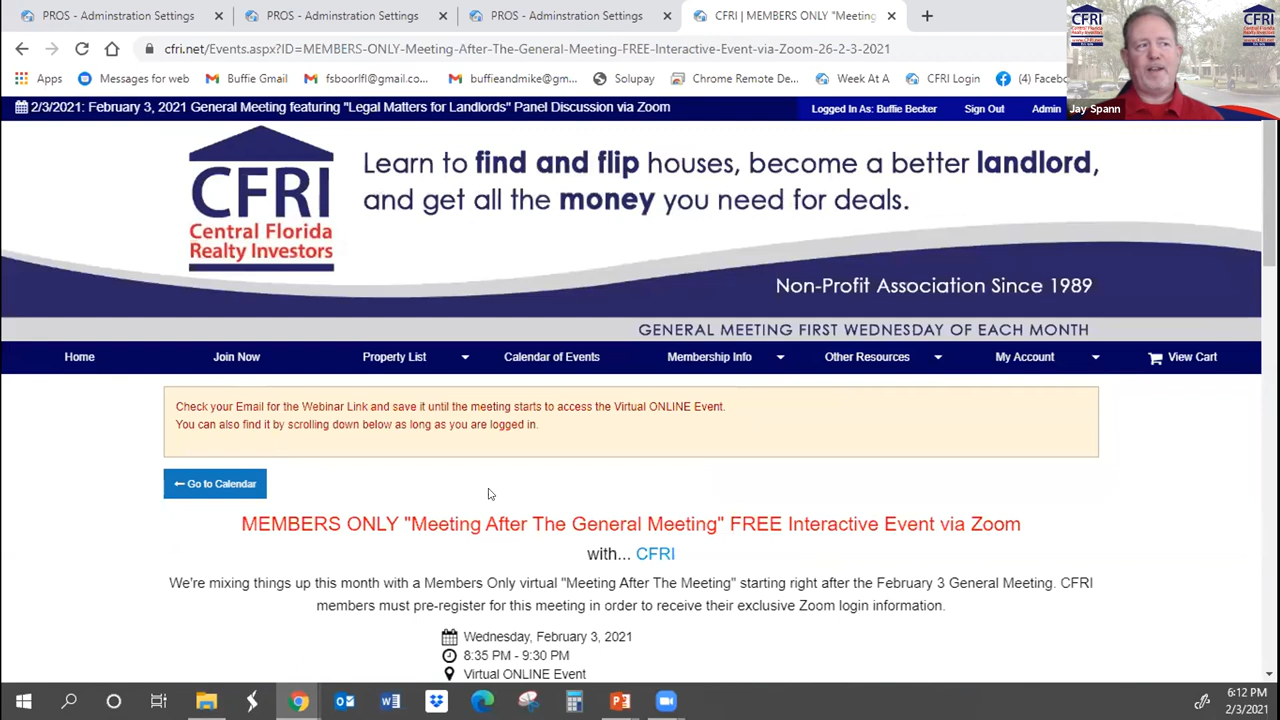 PROS - Adminstration Settings
PROS - Adminstration Settings
PROS - Adminstration Settings
CFRI | MEMBERS ONLY "Meeting
cfri.net/Events.aspx?ID=MEMBERS-ONLY-Meeting-After-The-General-Meeting-FREE-Interactive-Event-via-Zoom-26-2-3-2021
Apps
Messages for web
Buffie Gmail
fsboorlfl@gmail.co...
buffieandmike@gm...
Solupay
Chrome Remote De...
Week At A
CFRI Login
(4) Facebo
Jay Spann
2/3/2021: February 3, 2021 General Meeting featuring "Legal Matters for Landlords" Panel Discussion via Zoom
Logged In As: Buffie Becker
Sign Out
Admin
CFRI
Central Florida
Realty Investors
Learn to find and flip houses, become a better landlord,
and get all the money you need for deals.
Non-Profit Association Since 1989
GENERAL MEETING FIRST WEDNESDAY OF EACH MONTH
Home
Join Now
Property List
Calendar of Events
Membership Info
Other Resources
My Account
View Cart
Check your Email for the Webinar Link and save it until the meeting starts to access the Virtual ONLINE Event.
You can also find it by scrolling down below as long as you are logged in.
Go to Calendar
MEMBERS ONLY "Meeting After The General Meeting" FREE Interactive Event via Zoom
with... CFRI
We're mixing things up this month with a Members Only virtual "Meeting After The Meeting" starting right after the February 3 General Meeting. CFRI
members must pre-register for this meeting in order to receive their exclusive Zoom login information.
Wednesday, February 3, 2021
8:35 PM - 9:30 PM
Virtual ONLINE Event
6:12 PM
2/3/2021